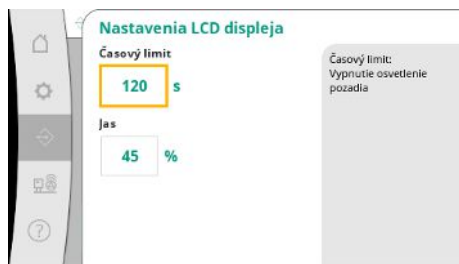 Nastavenia LCD displeja
Časový limit
120 s
Jas
45 %
Časový limit:
Vypnutie osvetlenie
pozadia